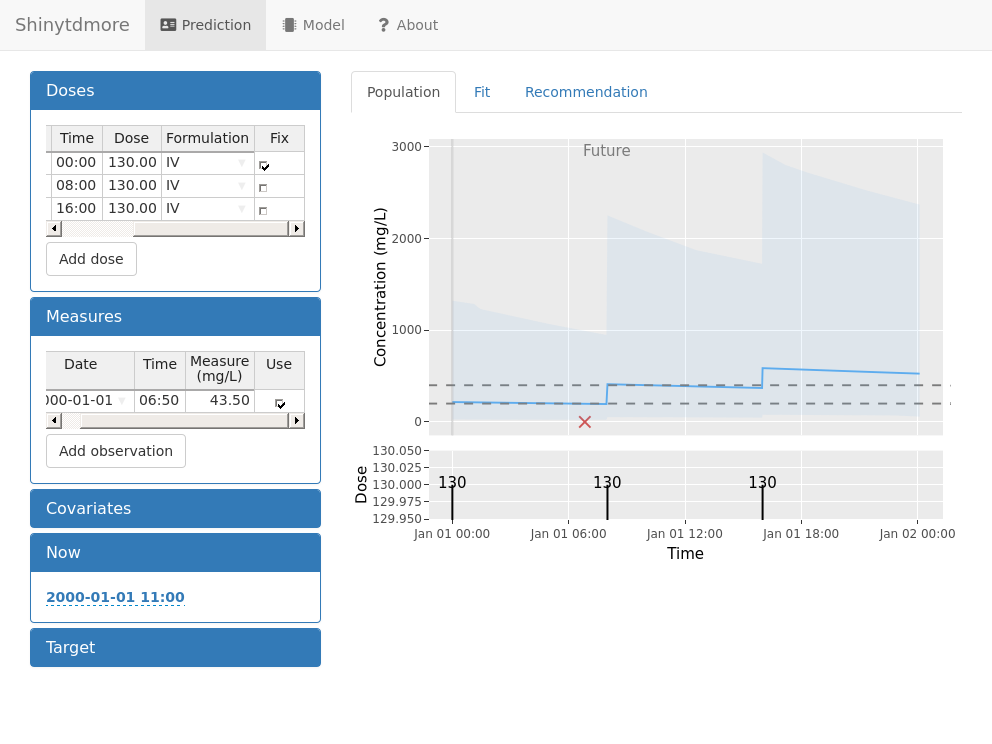 Shinytdmore Prediction Model About
Doses
Time Dose Formulation Fix
00:00 130.00 IV
08:00 130.00 IV
16:00 130.00 IV
Add dose
Measures
Date Time Measure (mg/L) Use
000-01-01 06:50 43.50
Add observation
Covariates
Now
2000-01-01 11:00
Target
Population Fit Recommendation
Future
Concentration (mg/L)
3000
2000
1000
0
Dose
130.050
130.025
130.000
129.975
129.950
130 130 130
Jan 01 00:00 Jan 01 06:00 Jan 01 12:00 Jan 01 18:00 Jan 02 00:00
Time